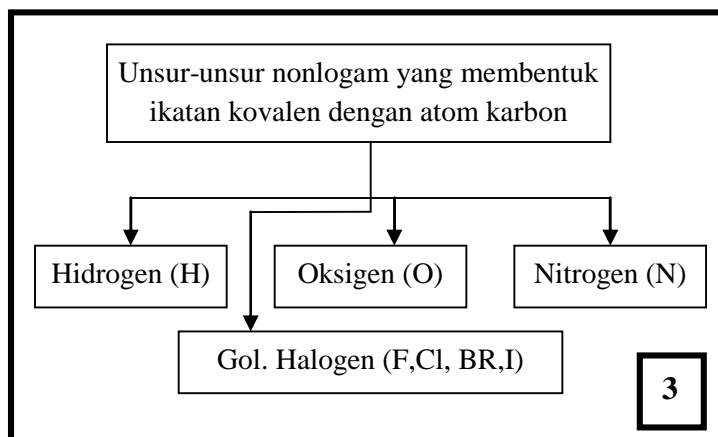 Unsur-unsur nonlogam yang membentuk
ikatan kovalen dengan atom karbon
Hidrogen (H)
Oksigen (O)
Nitrogen (N)
Gol. Halogen (F,Cl, BR,I)
3